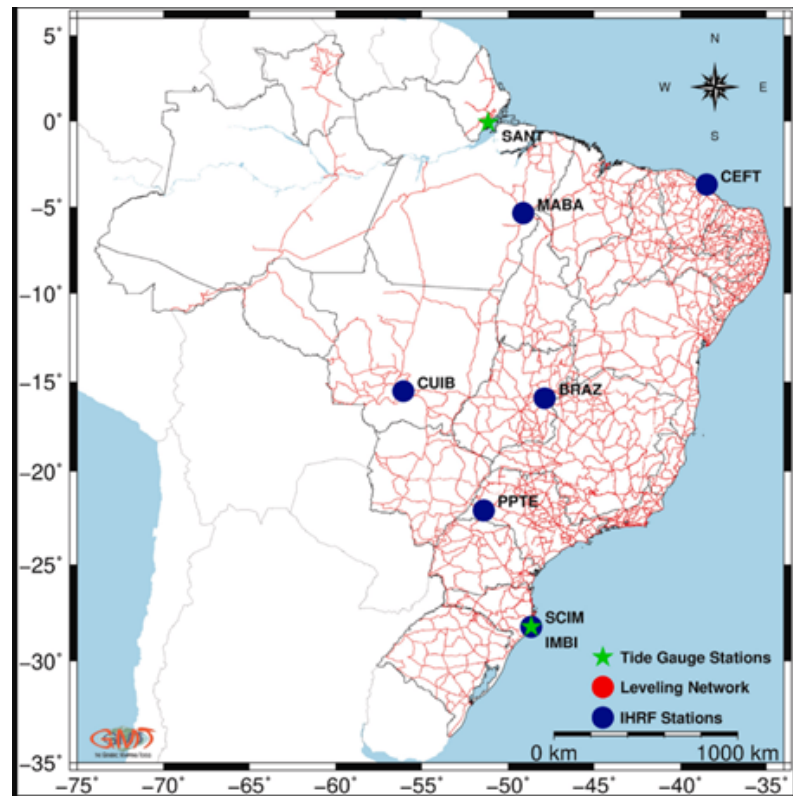 5°
0°
−5°
−10°
−15°
−20°
−25°
−30°
−35°
N
W
E
S
SANT
CEFT
MABA
CUIB
BRAZ
PPTE
SCIM
IMBI
Tide Gauge Stations
Leveling Network
IHRF Stations
0 km
1000 km
GMT
−75°
−70°
−65°
−60°
−55°
−50°
−45°
−40°
−35°